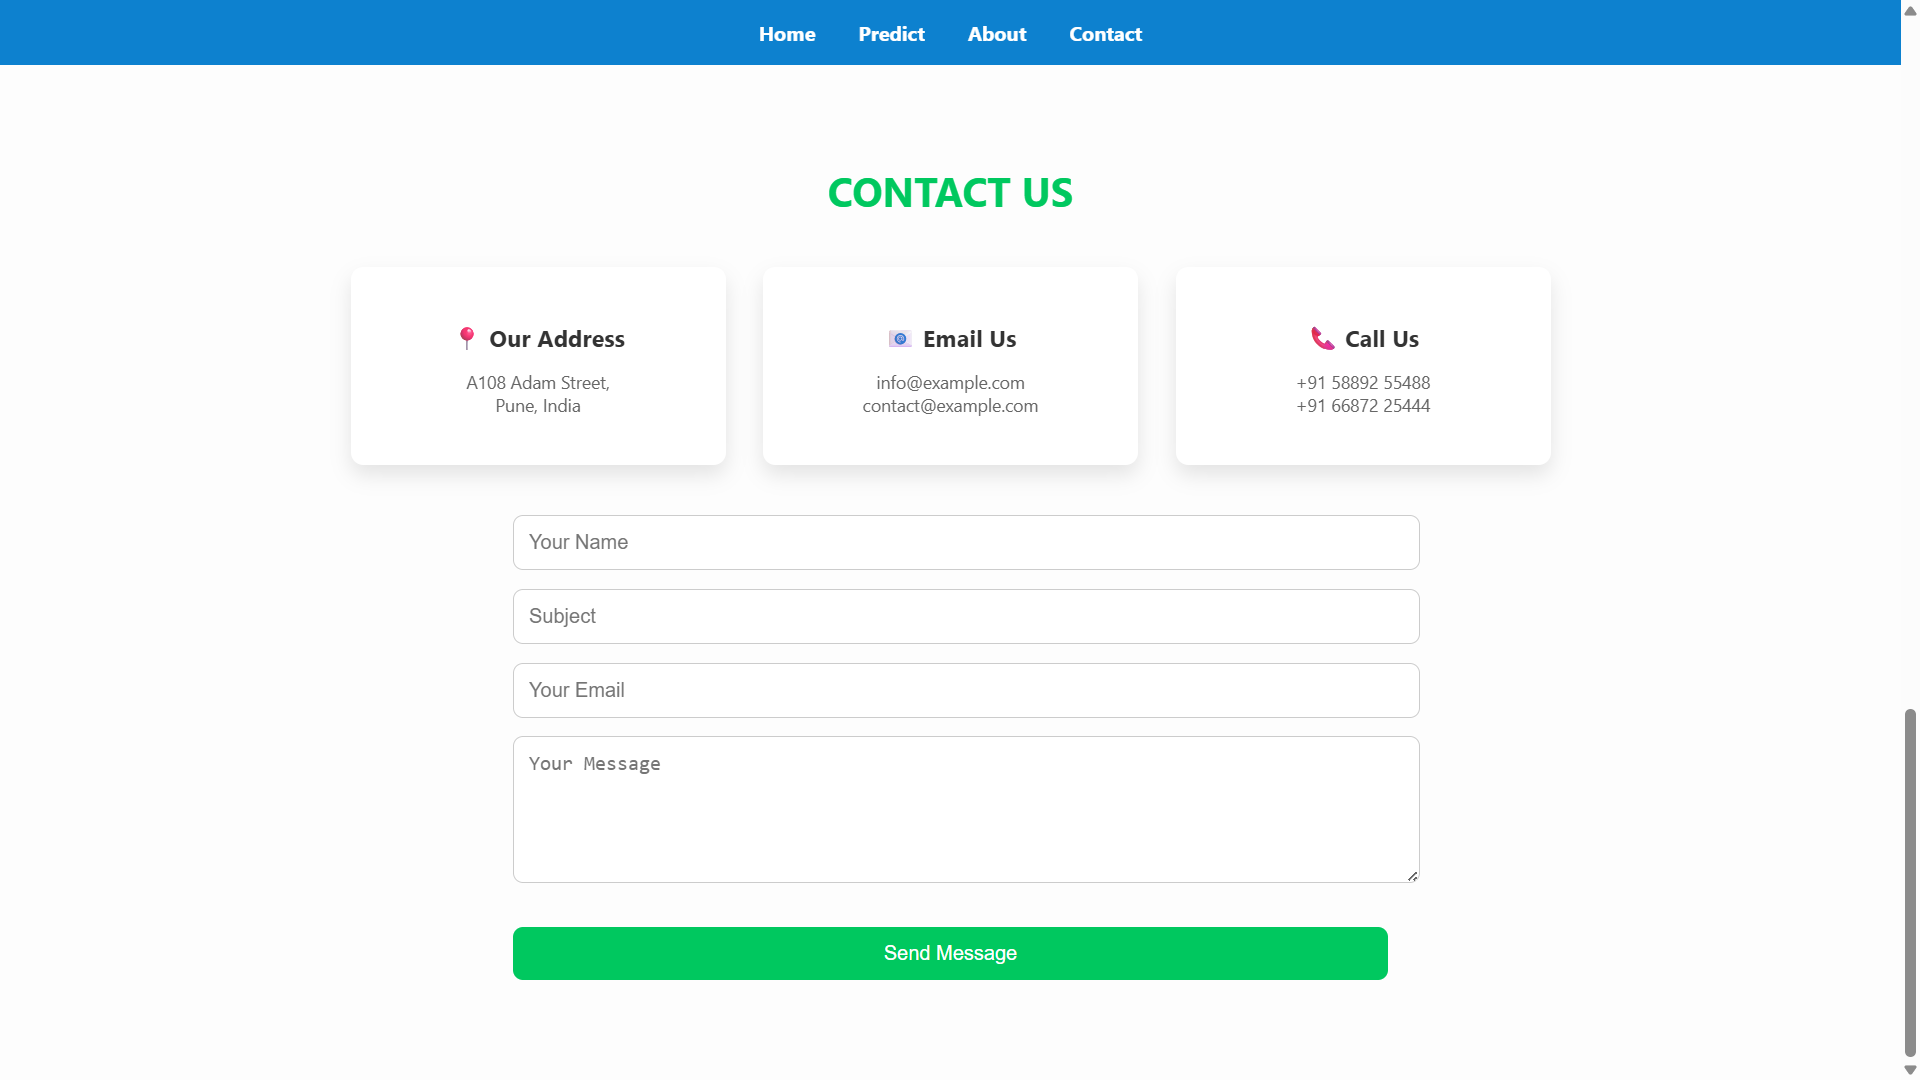 Home Predict About Contact
CONTACT US
📍 Our Address
A108 Adam Street,
Pune, India
📧 Email Us
info@example.com
contact@example.com
📞 Call Us
+91 58892 55488
+91 66872 25444
Your Name
Subject
Your Email
Your Message
Send Message